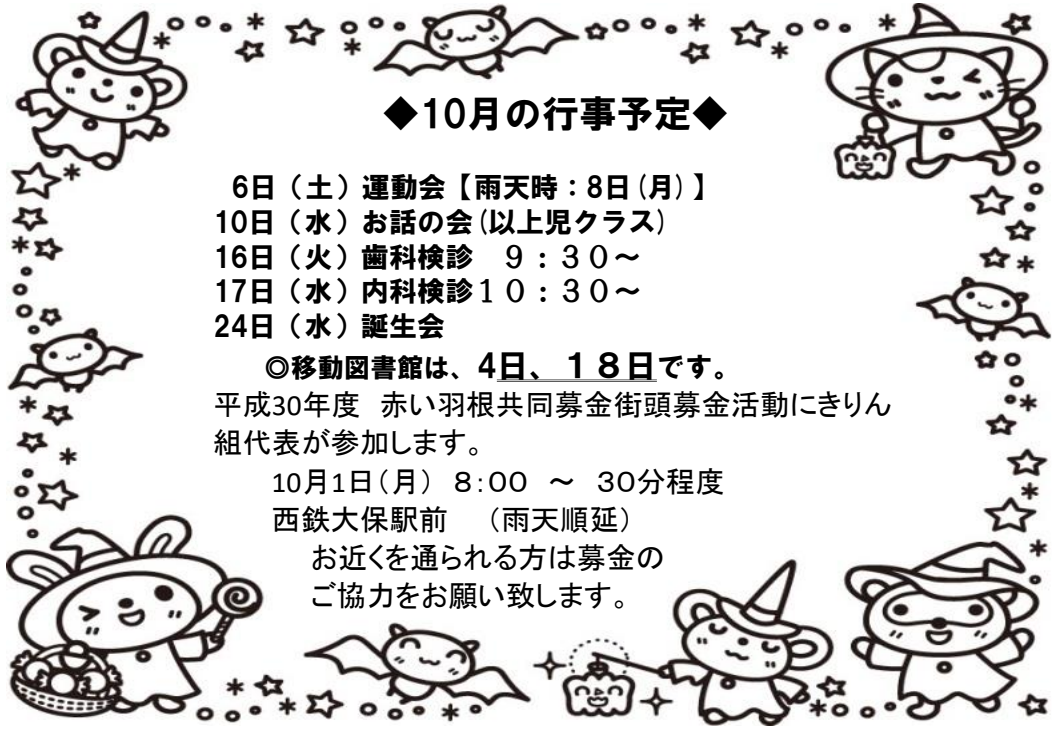 ◆10月の行事予定◆
6日（土）運動会【雨天時：8日(月)】
10日（水）お話の会(以上児クラス)
16日（火）歯科検診　９：３０～
17日（水）内科検診１０：３０～
24日（水）誕生会
◎移動図書館は、4日、１８日です。
平成30年度　赤い羽根共同募金街頭募金活動にきりん
組代表が参加します。
10月1日（月）　８：００　～　３０分程度
西鉄大保駅前　（雨天順延）
お近くを通られる方は募金の
ご協力をお願い致します。